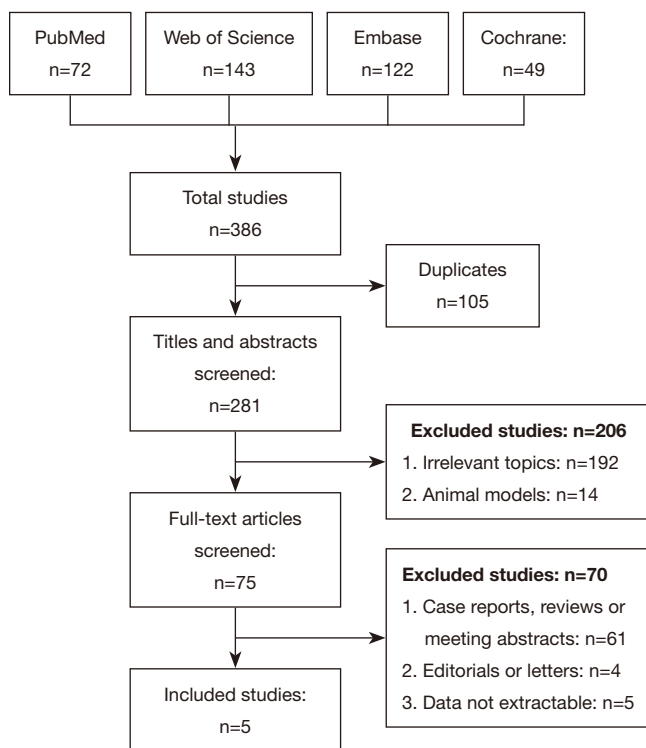 PubMed
n=72
Web of Science
n=143
Embase
n=122
Cochrane:
n=49
Total studies
n=386
Duplicates
n=105
Titles and abstracts
screened:
n=281
Excluded studies: n=206
1. Irrelevant topics: n=192
2. Animal models: n=14
Full-text articles
screened:
n=75
Excluded studies: n=70
1. Case reports, reviews or
meeting abstracts: n=61
2. Editorials or letters: n=4
3. Data not extractable: n=5
Included studies:
n=5